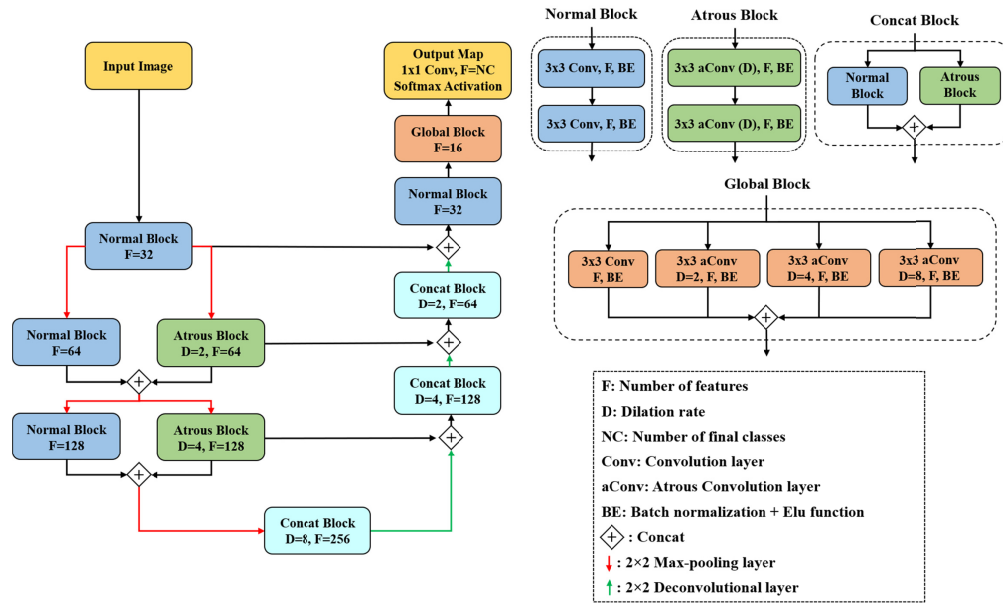 Input Image
Output Map
1x1 Conv, F=NC
Softmax Activation
Global Block
F=16
Normal Block
F=32
Normal Block
F=32
Concat Block
D=2, F=64
Normal Block
F=64
Atrous Block
D=2, F=64
Concat Block
D=4, F=128
Normal Block
F=128
Atrous Block
D=4, F=128
Concat Block
D=8, F=256
Normal Block
3x3 Conv, F, BE
3x3 Conv, F, BE
Atrous Block
3x3 aConv (D), F, BE
3x3 aConv (D), F, BE
Concat Block
Normal
Block
Atrous
Block
Global Block
3x3 Conv
F, BE
3x3 aConv
D=2, F, BE
3x3 aConv
D=4, F, BE
3x3 aConv
D=8, F, BE
F: Number of features
D: Dilation rate
NC: Number of final classes
Conv: Convolution layer
aConv: Atrous Convolution layer
BE: Batch normalization + Elu function
: Concat
: 2×2 Max-pooling layer
: 2×2 Deconvolutional layer